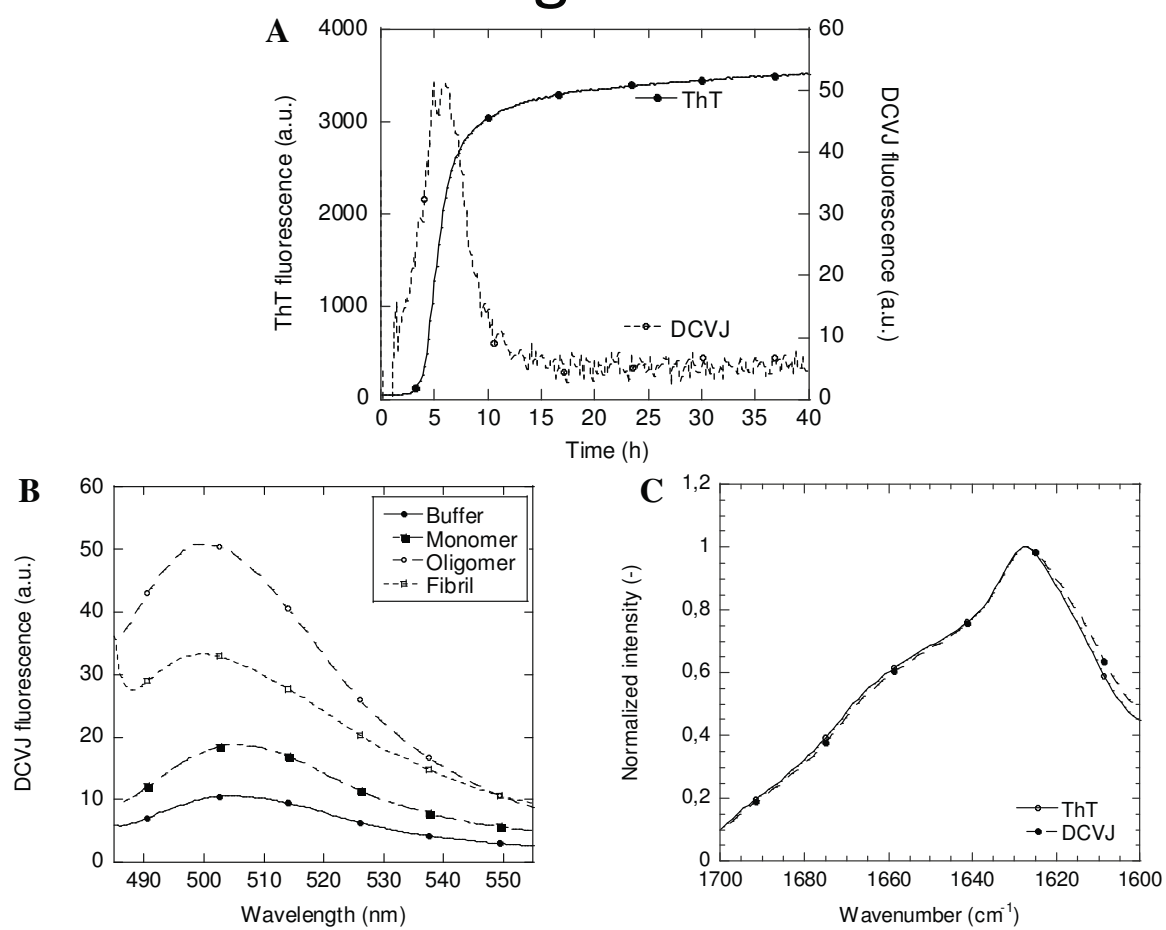 g
A
4000
3000
2000
1000
0
ThT fluorescence (a.u.)
60
50
40
30
20
10
0
DCVJ fluorescence (a.u.)
ThT
DCVJ
0 5 10 15 20 25 30 35 40
Time (h)
B
60
50
40
30
20
10
0
DCVJ fluorescence (a.u.)
Buffer
Monomer
Oligomer
Fibril
490 500 510 520 530 540 550
Wavelength (nm)
C
1,2
1
0,8
0,6
0,4
0,2
0
Normalized intensity (-)
ThT
DCVJ
1700 1680 1660 1640 1620 1600
Wavenumber (cm⁻¹)